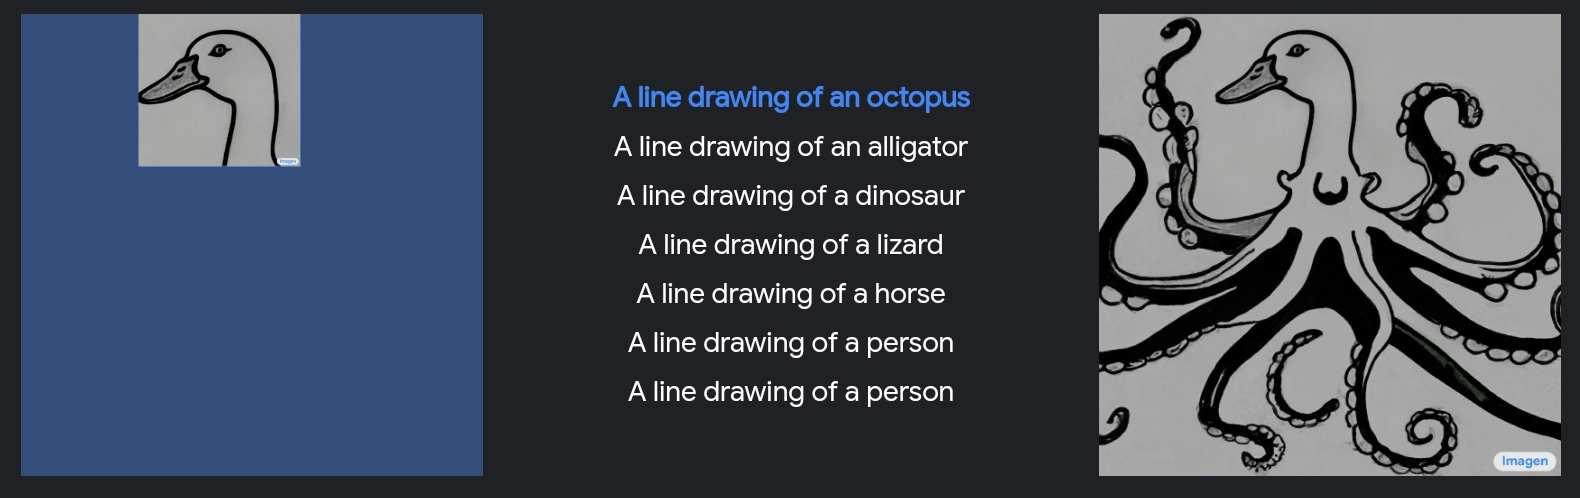 Imagen
A line drawing of an octopus
A line drawing of an alligator
A line drawing of a dinosaur
A line drawing of a lizard
A line drawing of a horse
A line drawing of a person
A line drawing of a person
Imagen